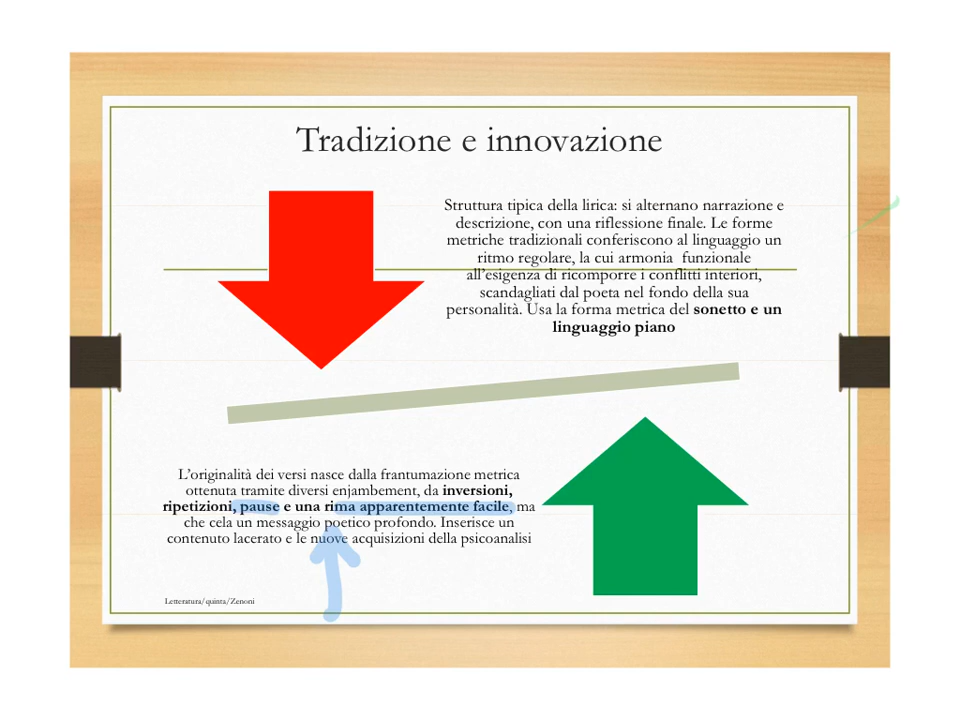 Tradizione e innovazione
Struttura tipica della lirica: si alternano narrazione e
descrizione, con una riflessione finale. Le forme
metriche tradizionali conferiscono al linguaggio un
ritmo regolare, la cui armonia  funzionale
all’esigenza di ricomporre i conflitti interiori,
scandagliati dal poeta nel fondo della sua
personalità. Usa la forma metrica del sonetto e un
linguaggio piano
L’originalità dei versi nasce dalla frantumazione metrica
ottenuta tramite diversi enjambement, da inversioni,
ripetizioni, pause e una rima apparentemente facile, ma
che cela un messaggio poetico profondo. Inserisce un
contenuto lacerato e le nuove acquisizioni della psicoanalisi
Letteratura/quinta/Zenoni